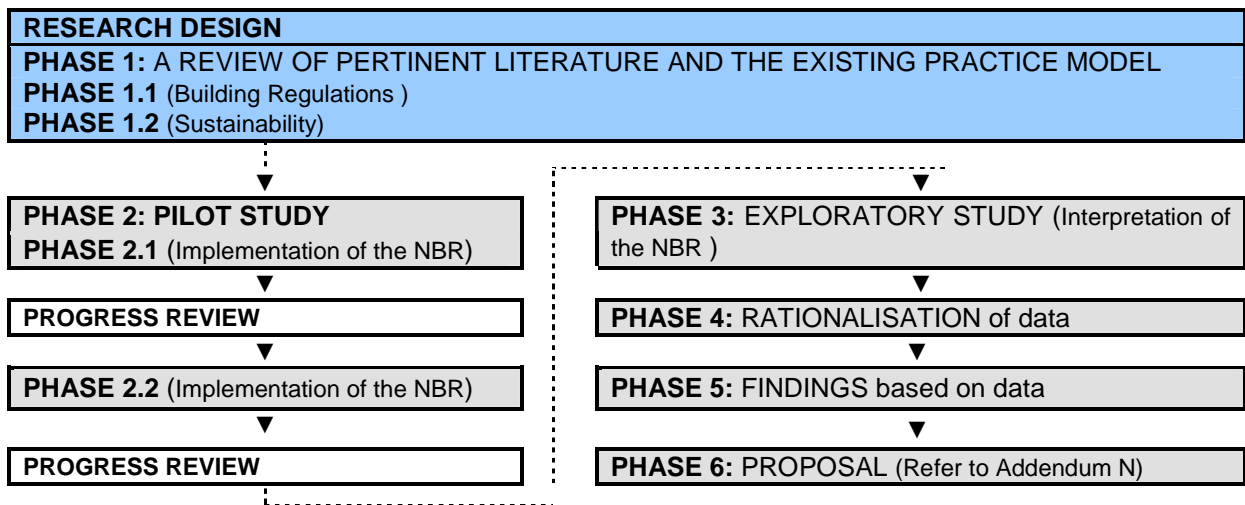 RESEARCH DESIGN
PHASE 1: A REVIEW OF PERTINENT LITERATURE AND THE EXISTING PRACTICE MODEL
PHASE 1.1 (Building Regulations )
PHASE 1.2 (Sustainability)
PHASE 2: PILOT STUDY
PHASE 2.1 (Implementation of the NBR)
PROGRESS REVIEW
PHASE 2.2 (Implementation of the NBR)
PROGRESS REVIEW
PHASE 3: EXPLORATORY STUDY (Interpretation of
the NBR )
PHASE 4: RATIONALISATION of data
PHASE 5: FINDINGS based on data
PHASE 6: PROPOSAL (Refer to Addendum N)